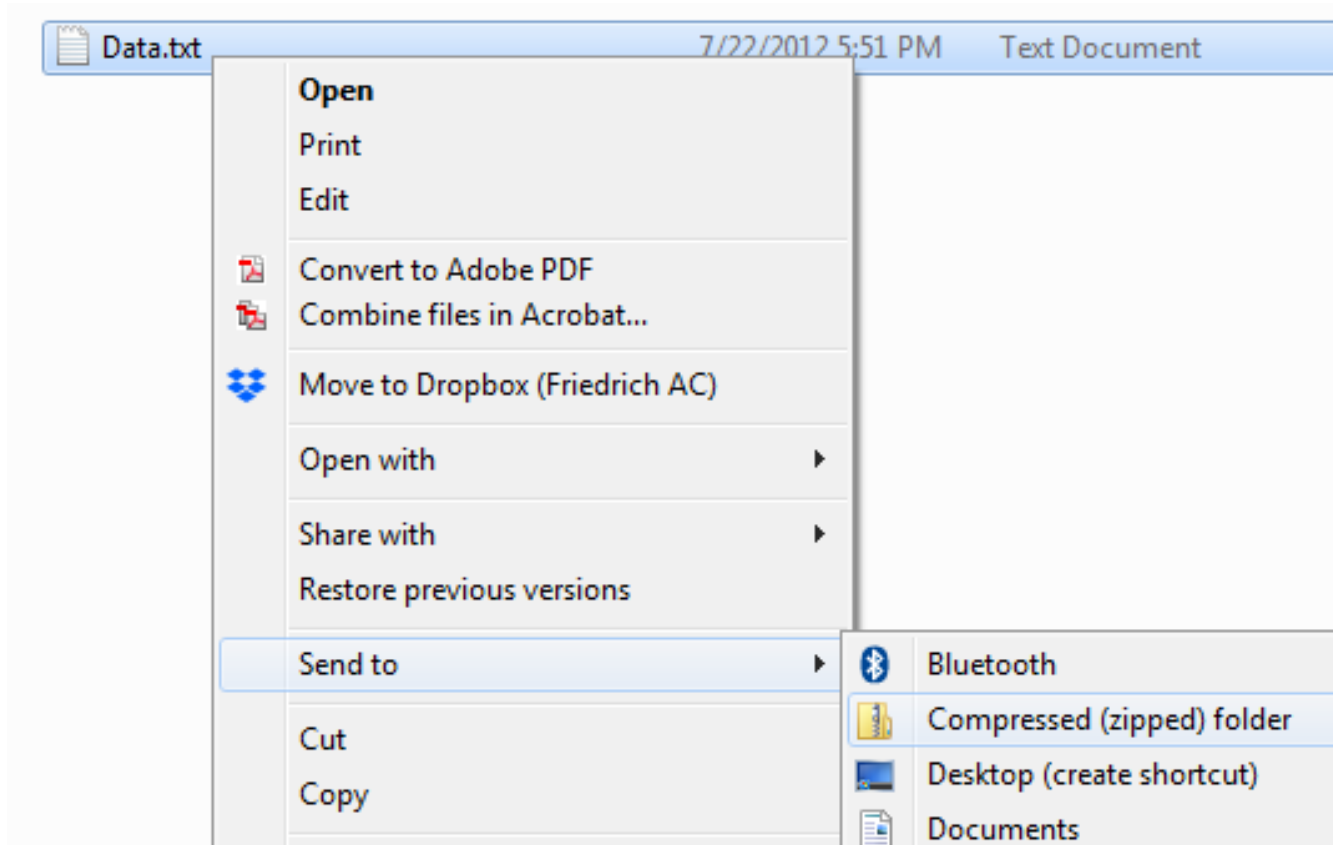 Data.txt 7/22/2012 5:51 PM Text Document
Open
Print
Edit
Convert to Adobe PDF
Combine files in Acrobat...
Move to Dropbox (Friedrich AC)
Open with
Share with
Restore previous versions
Send to
Bluetooth
Compressed (zipped) folder
Cut
Desktop (create shortcut)
Copy
Documents